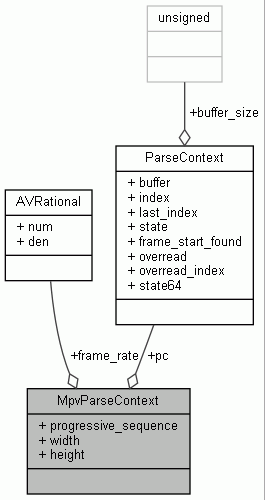 unsigned
+buffer_size
ParseContext
+ buffer
+ index
+ last_index
+ state
+ frame_start_found
+ overread
+ overread_index
+ state64
AVRational
+ num
+ den
+frame_rate
+pc
MpvParseContext
+ progressive_sequence
+ width
+ height